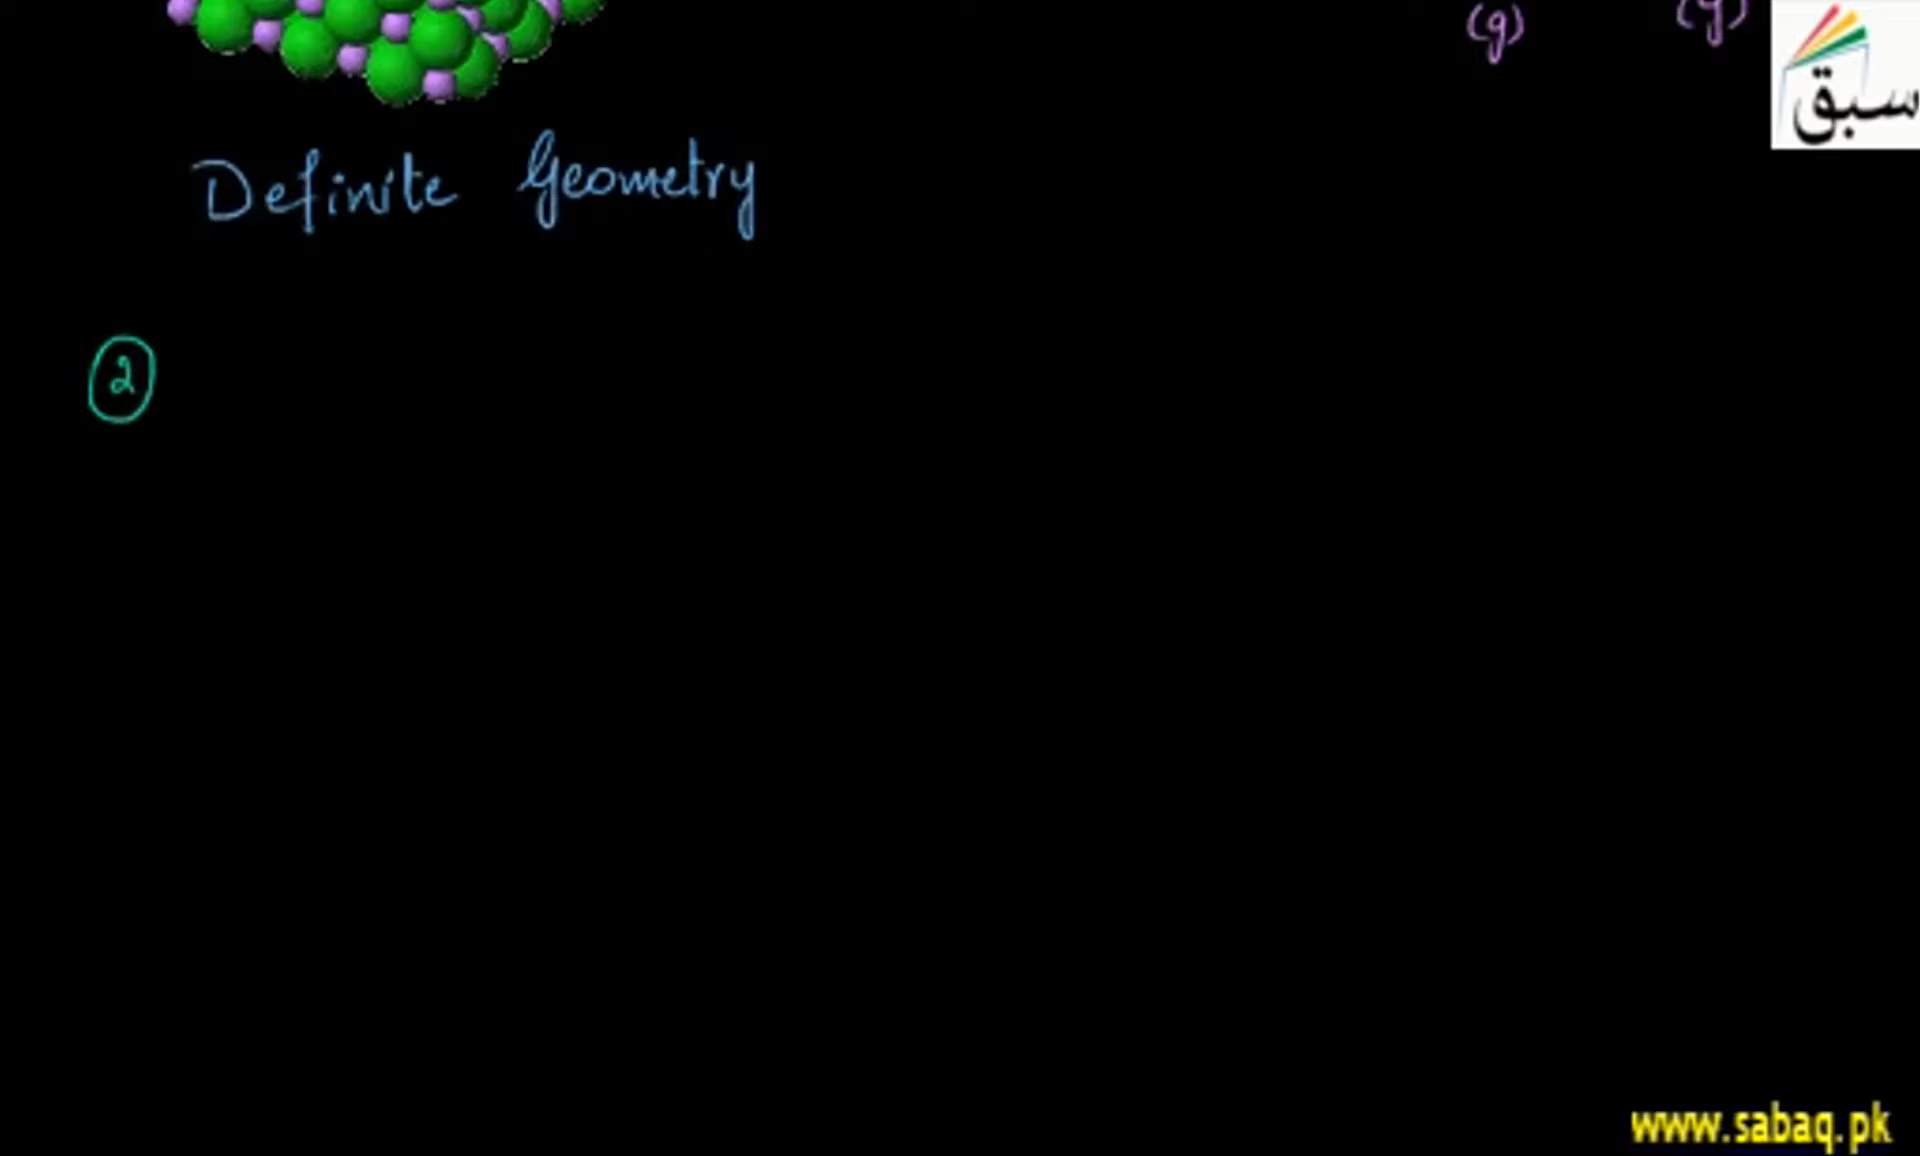 (g) (g)
سبق
Definite Geometry
2
www.sabaq.pk